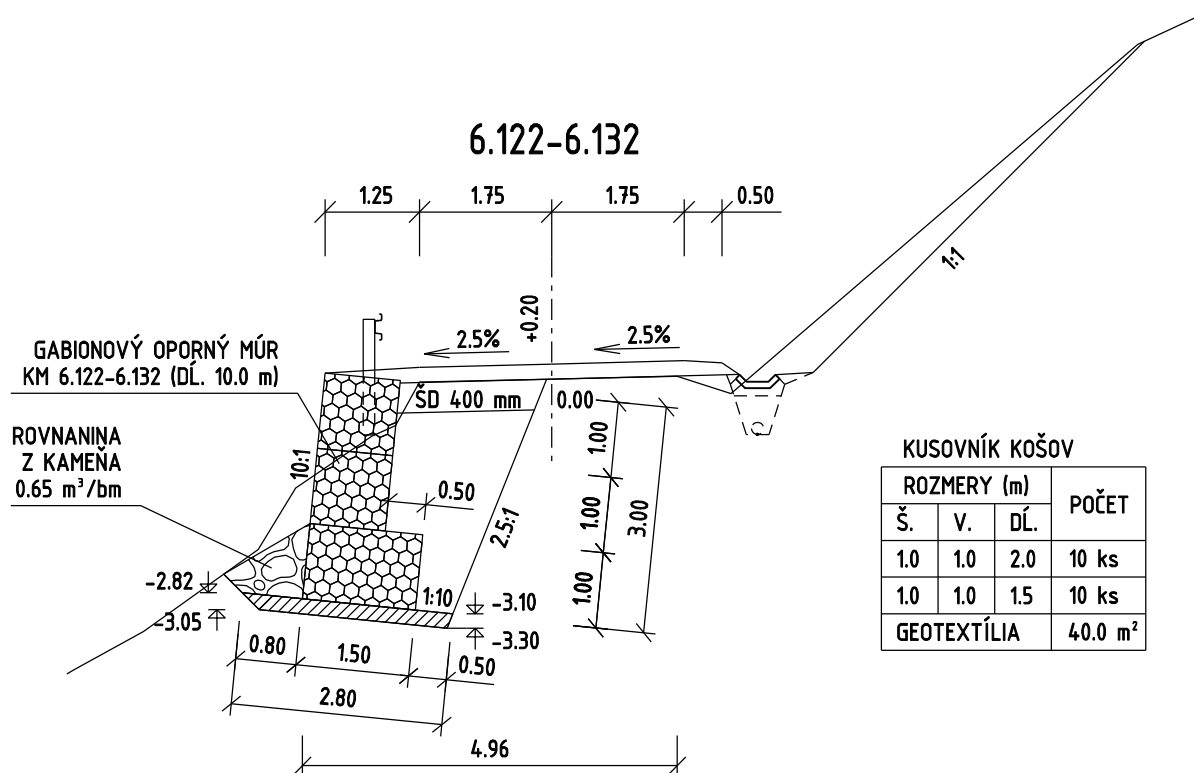 6.122-6.132
1.25
1.75
1.75
0.50
1:1
+0.20
2.5%
2.5%
GABIONOVÝ OPORNÝ MÚR
KM 6.122-6.132 (DĹ. 10.0 m)
ŠD 400 mm
0.00
ROVNANINA
Z KAMEŇA
0.65 m³/bm
10:1
0.50
2.5:1
1.00
1.00
1.00
3.00
-2.82
-3.05
1:10
-3.10
-3.30
0.80
1.50
0.50
2.80
4.96
KUSOVNÍK KOŠOV
ROZMERY (m)
POČET
Š. V. DĹ.
1.0 1.0 2.0 10 ks
1.0 1.0 1.5 10 ks
GEOTEXTÍLIA 40.0 m²